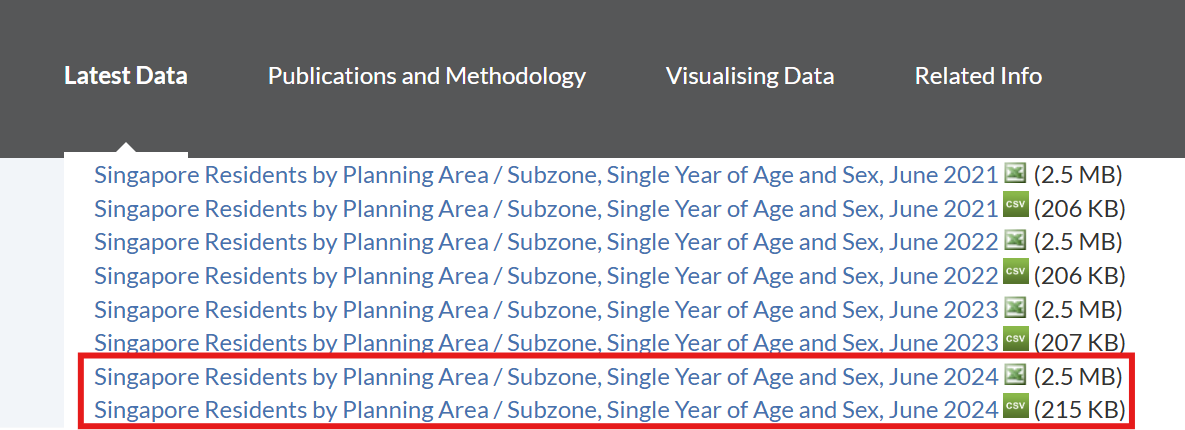 Latest Data Publications and Methodology Visualising Data Related Info
Singapore Residents by Planning Area / Subzone, Single Year of Age and Sex, June 2021 (2.5 MB)
Singapore Residents by Planning Area / Subzone, Single Year of Age and Sex, June 2021 CSV (206 KB)
Singapore Residents by Planning Area / Subzone, Single Year of Age and Sex, June 2022 (2.5 MB)
Singapore Residents by Planning Area / Subzone, Single Year of Age and Sex, June 2022 CSV (206 KB)
Singapore Residents by Planning Area / Subzone, Single Year of Age and Sex, June 2023 (2.5 MB)
Singapore Residents by Planning Area / Subzone, Single Year of Age and Sex, June 2023 CSV (207 KB)
Singapore Residents by Planning Area / Subzone, Single Year of Age and Sex, June 2024 (2.5 MB)
Singapore Residents by Planning Area / Subzone, Single Year of Age and Sex, June 2024 CSV (215 KB)